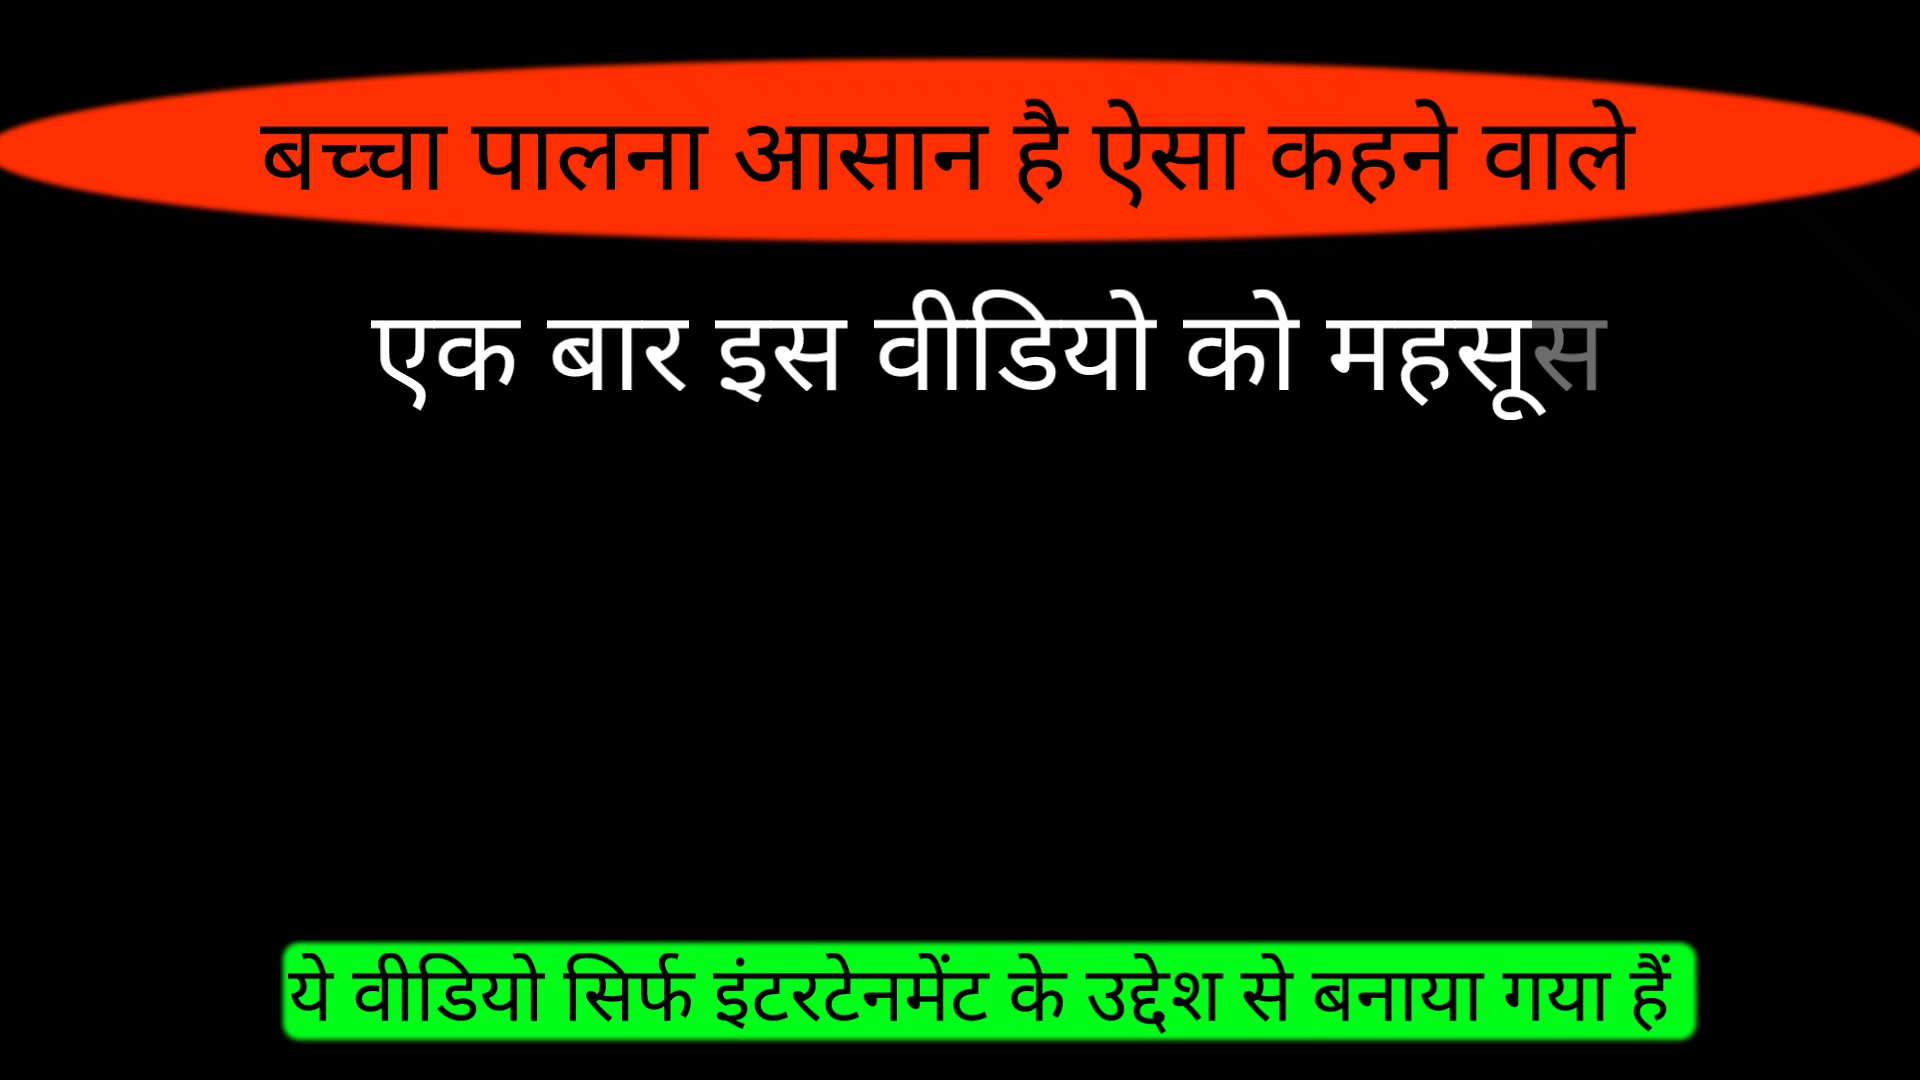 बच्चा पालना आसान है ऐसा कहने वाले
एक बार इस वीडियो को महसूस
ये वीडियो सिर्फ इंटरटेनमेंट के उद्देश से बनाया गया हैं